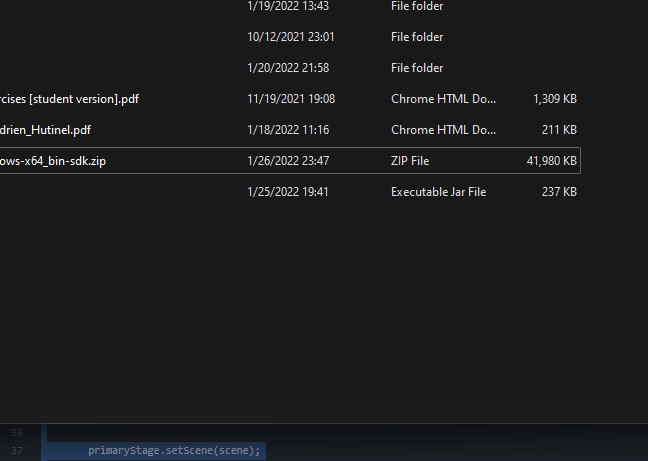 1/19/2022 13:43 File folder
10/12/2021 23:01 File folder
1/20/2022 21:58 File folder
rcises [student version].pdf 11/19/2021 19:08 Chrome HTML Do... 1,309 KB
drien_Hutinel.pdf 1/18/2022 11:16 Chrome HTML Do... 211 KB
ows-x64_bin-sdk.zip 1/26/2022 23:47 ZIP File 41,980 KB
1/25/2022 19:41 Executable Jar File 237 KB
36
37 primaryStage.setScene(scene);